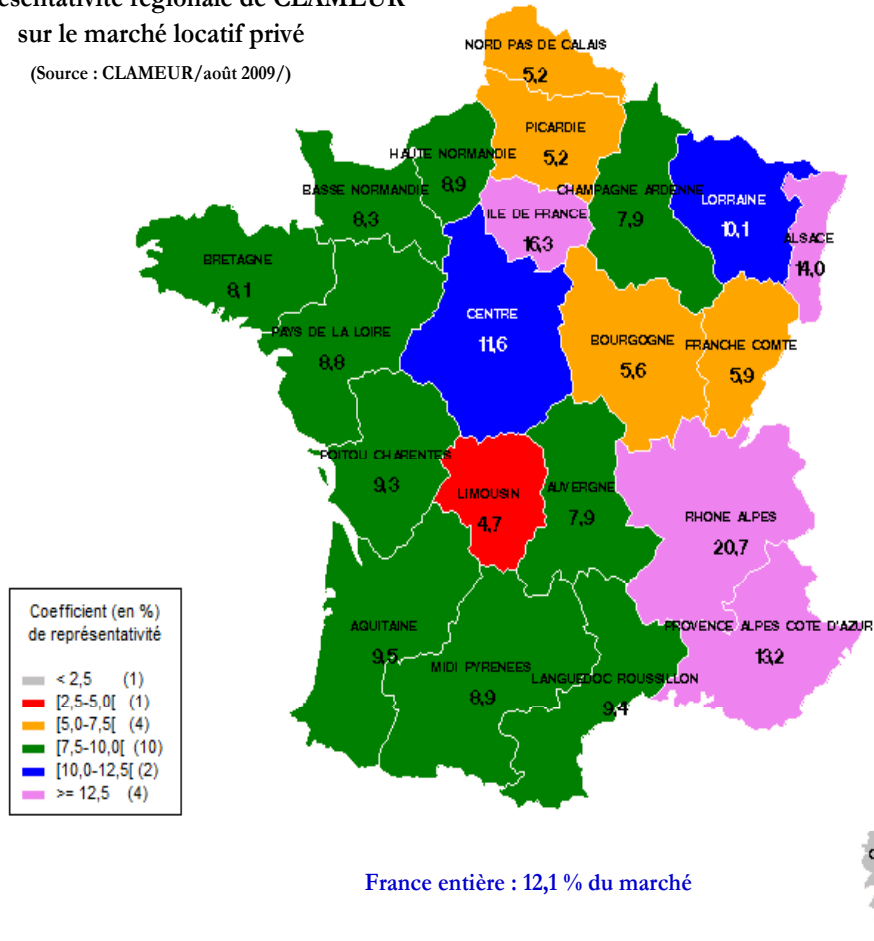 ésentativité régionale de CLAMEUR
sur le marché locatif privé
(Source : CLAMEUR/août 2009/)
NORD PAS DE CALAIS
5,2
PICARDIE
5,2
HAUTE NORMANDIE
8,9
BASSE NORMANDIE
8,3
ILE DE FRANCE
16,3
CHAMPAGNE ARDENNE
7,9
LORRAINE
10,1
ALSACE
14,0
BRETAGNE
8,1
PAYS DE LA LOIRE
8,8
CENTRE
11,6
BOURGOGNE
5,6
FRANCHE COMTE
5,9
POITOU CHARENTES
9,3
LIMOUSIN
4,7
AUVERGNE
7,9
RHONE ALPES
20,7
AQUITAINE
9,5
MIDI PYRENEES
8,9
LANGUEDOC ROUSSILLON
9,4
PROVENCE ALPES COTE D'AZUR
13,2
Coefficient (en %)
de représentativité
< 2,5 (1)
[2,5-5,0[ (1)
[5,0-7,5[ (4)
[7,5-10,0[ (10)
[10,0-12,5[ (2)
>= 12,5 (4)
France entière : 12,1 % du marché